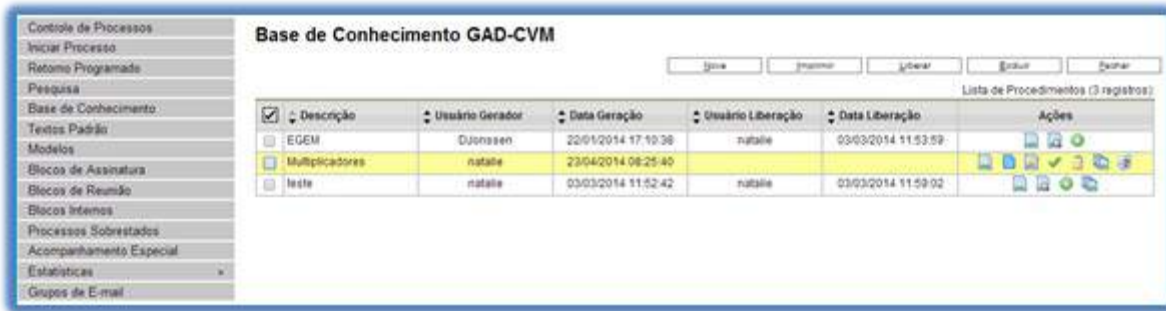 Controle de Processos
Iniciar Processo
Retorno Programado
Pesquisa
Base de Conhecimento
Textos Padrão
Modelos
Blocos de Assinatura
Blocos de Reunião
Blocos Internos
Processos Sobrestados
Acompanhamento Especial
Estatísticas
Grupos de E-mail
Base de Conhecimento GAD-CVM
Nova Imprimir Liberar Excluir Fechar
Lista de Procedimentos (3 registros):
Descrição Usuário Gerador Data Geração Usuário Liberação Data Liberação Ações
EGEM DJonssen 22/01/2014 17:10:36 natalie 03/03/2014 11:53:59
Multiplicadores natalie 23/04/2014 08:25:40
teste natalie 03/03/2014 11:52:42 natalie 03/03/2014 11:59:02